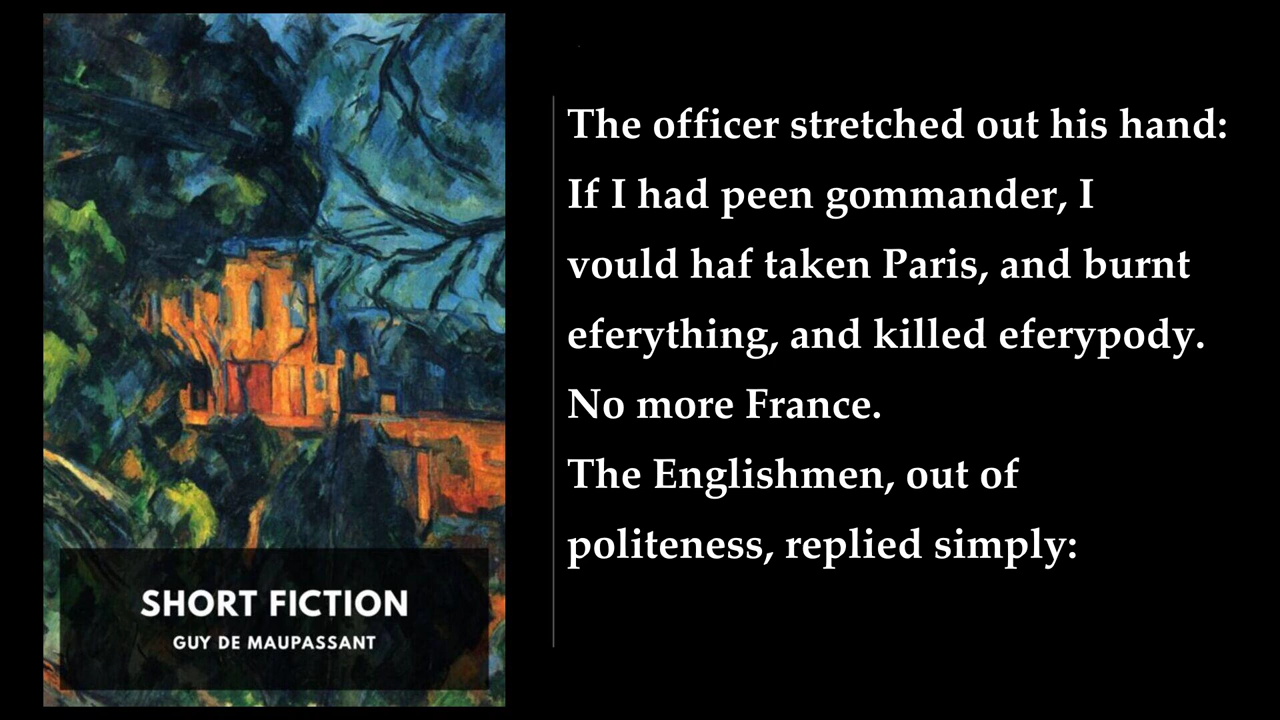 The officer stretched out his hand:
If I had peen gommander, I
vould haf taken Paris, and burnt
eferything, and killed eferypody.
No more France.
The Englishmen, out of
politeness, replied simply:
SHORT FICTION
GUY DE MAUPASSANT